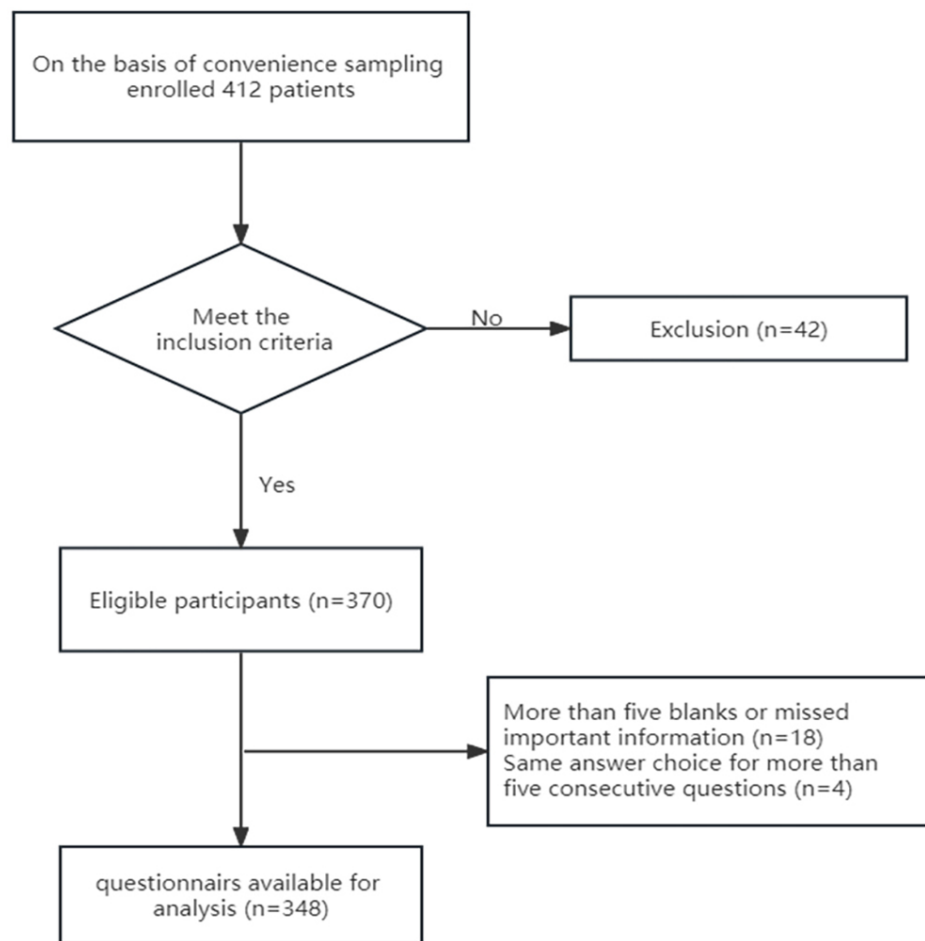 On the basis of convenience sampling
enrolled 412 patients
Meet the
inclusion criteria
No
Exclusion (n=42)
Yes
Eligible participants (n=370)
More than five blanks or missed
important information (n=18)
Same answer choice for more than
five consecutive questions (n=4)
questionnairs available for
analysis (n=348)